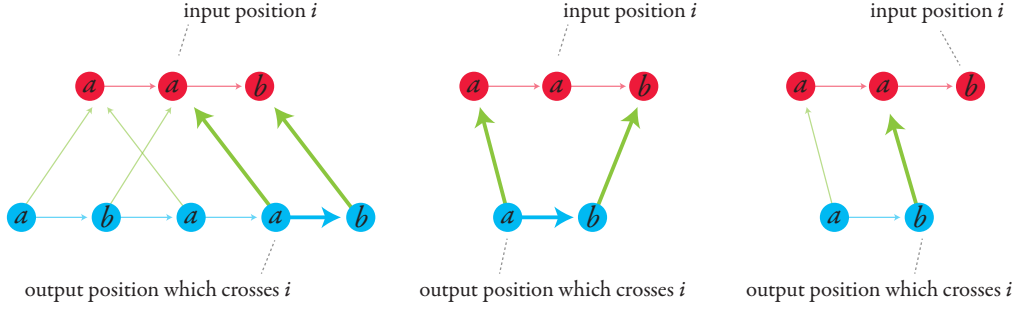 input position i
input position i
input position i
a a b
a a b
a a b
a b a a b
a b
a b
output position which crosses i
output position which crosses i
output position which crosses i